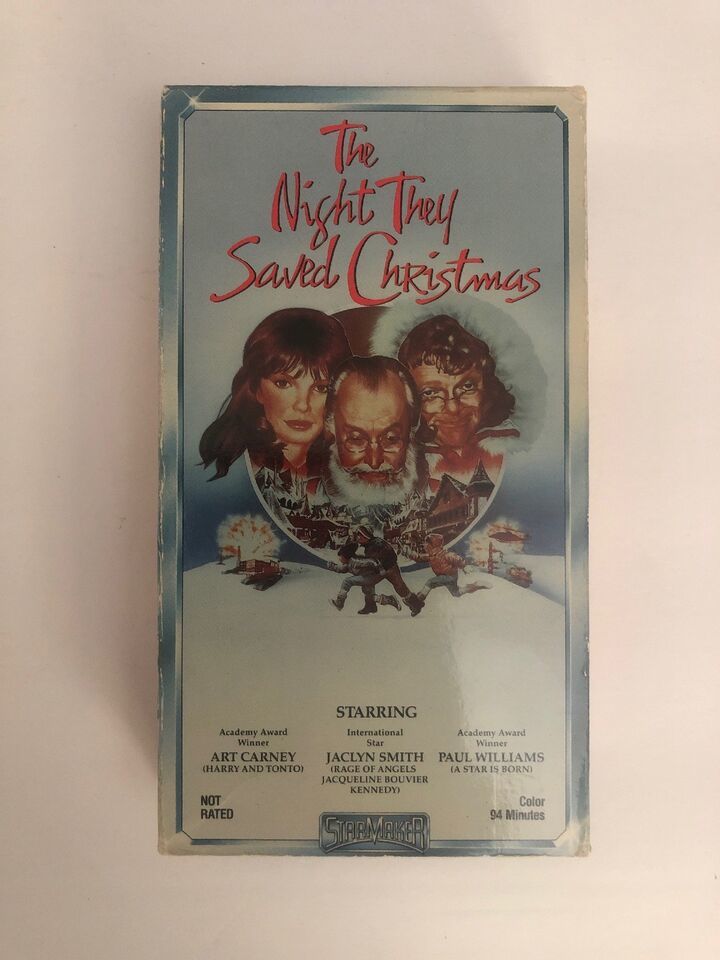 The
Night They
Saved Christmas
STARRING
Academy Award
Winner
ART CARNEY
(HARRY AND TONTO)
International
Star
JACLYN SMITH
(RAGE OF ANGELS
JACQUELINE BOUVIER
KENNEDY)
Academy Award
Winner
PAUL WILLIAMS
(A STAR IS BORN)
NOT
RATED
Color
94 Minutes
STARMAKER